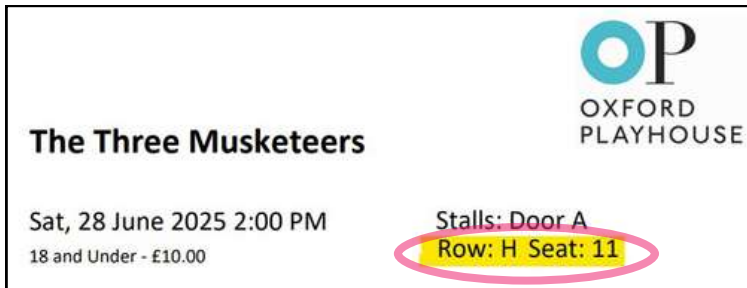 OP
OXFORD
PLAYHOUSE
The Three Musketeers
Sat, 28 June 2025 2:00 PM
18 and Under - £10.00
Stalls: Door A
Row: H Seat: 11